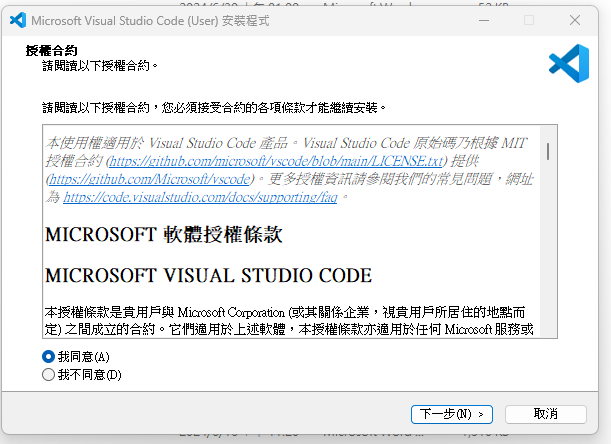 Microsoft Visual Studio Code (User) 安裝程式
授權合約
請閱讀以下授權合約。
請閱讀以下授權合約，您必須接受合約的各項條款才能繼續安裝。
本使用權適用於 Visual Studio Code 產品。Visual Studio Code 原始碼乃根據 MIT
授權合約 (https://github.com/microsoft/vscode/blob/main/LICENSE.txt) 提供
(https://github.com/Microsoft/vscode)。更多授權資訊請參閱我們的常見問題，網址
為 https://code.visualstudio.com/docs/supporting/faq。
MICROSOFT 軟體授權條款
MICROSOFT VISUAL STUDIO CODE
本授權條款是貴用戶與 Microsoft Corporation (或其關係企業，視貴用戶所居住的地點而
定) 之間成立的合約。它們適用於上述軟體，本授權條款亦適用於任何 Microsoft 服務或
我同意(A)
我不同意(D)
下一步(N) >
取消